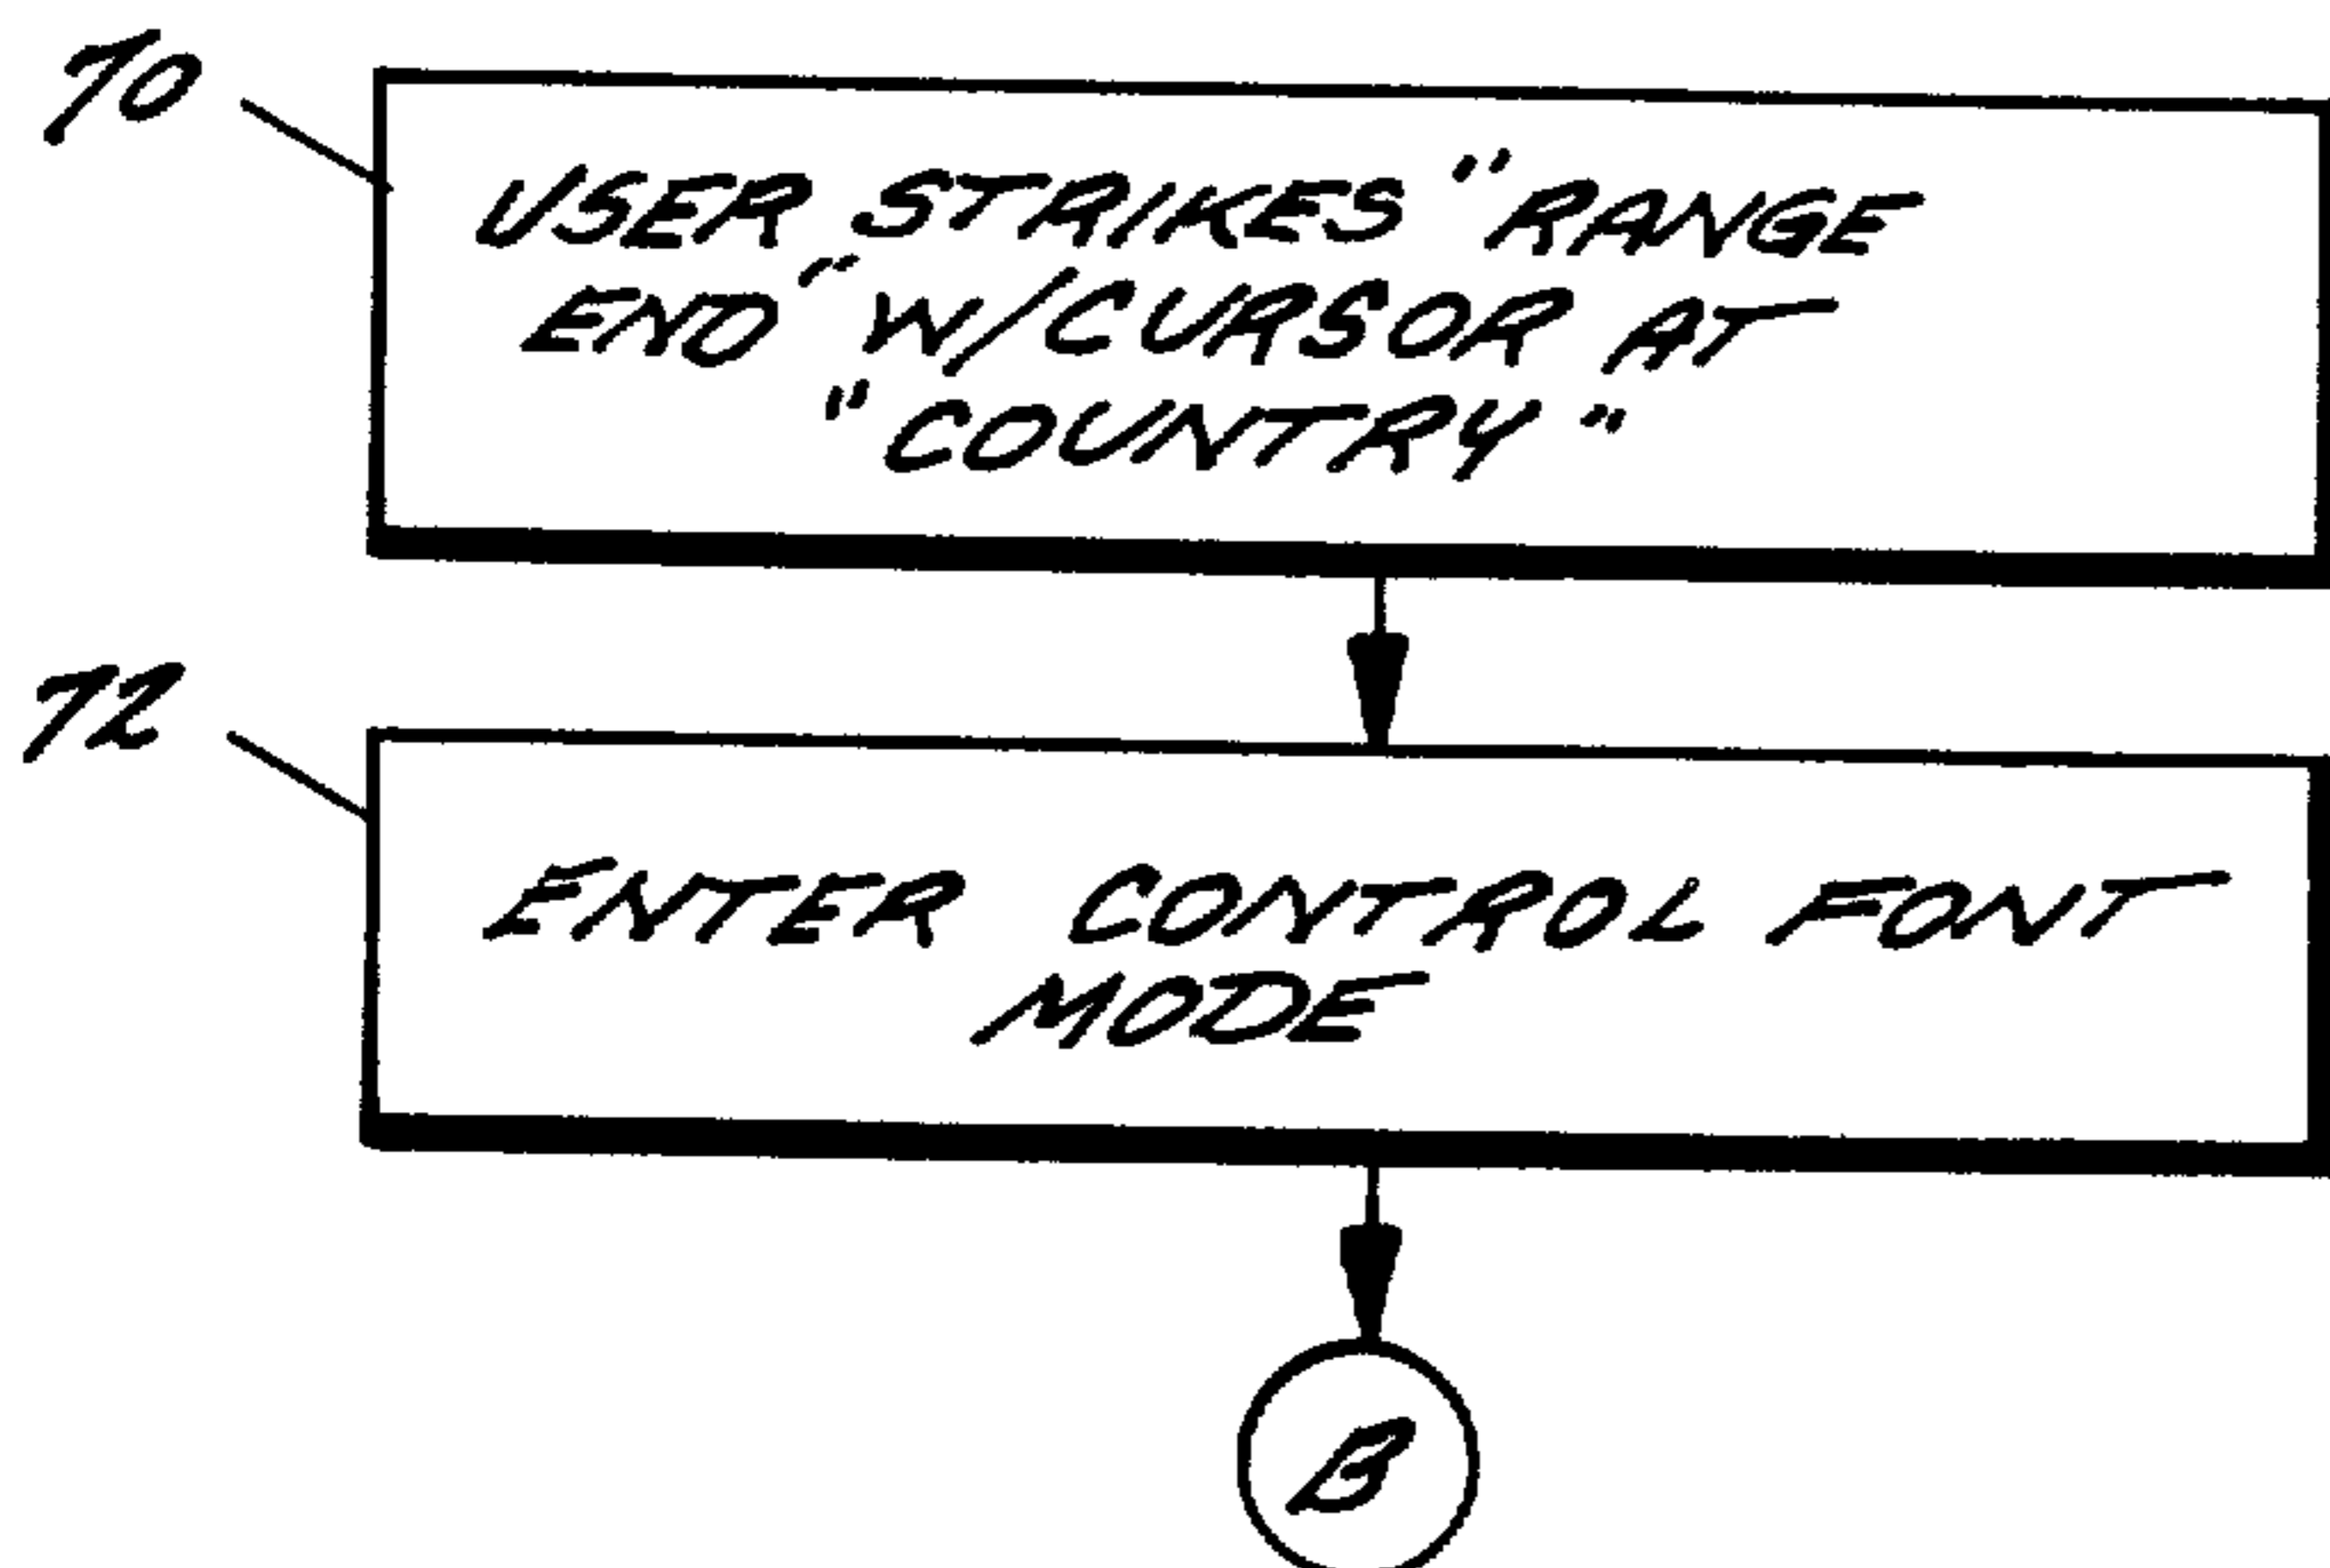 70
USER STRIKES "RANGE
END" W/CURSOR AT
"COUNTRY"
72
ENTER CONTROL FONT
MODE
B